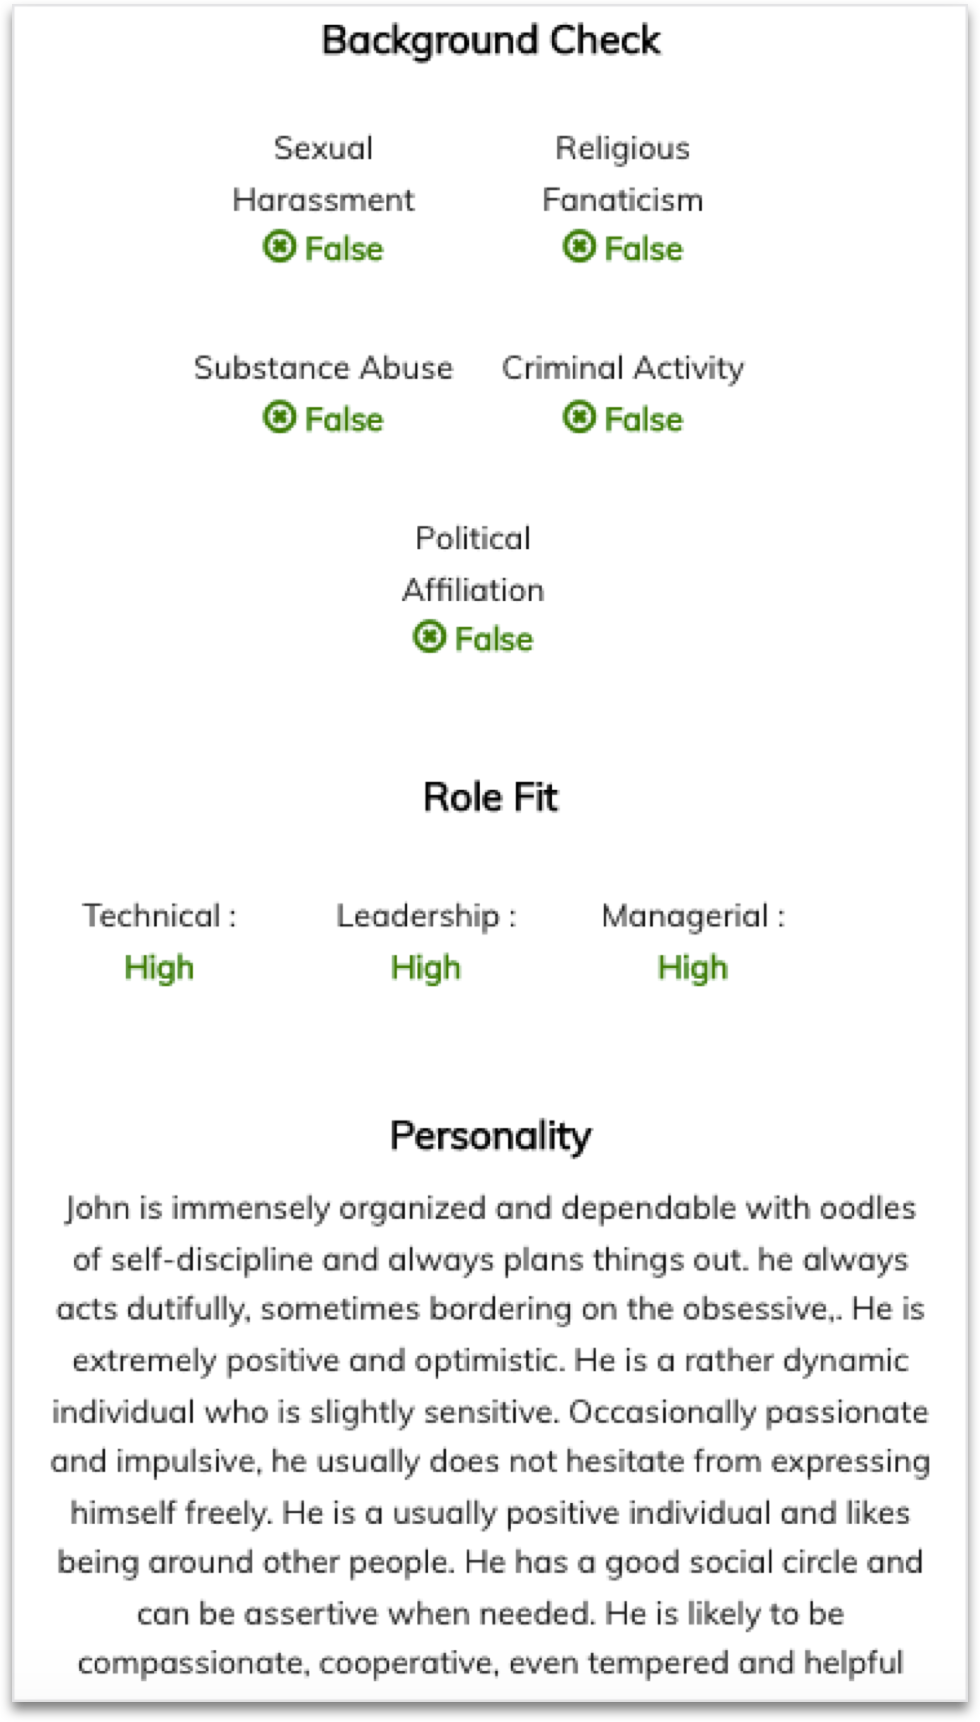 Background Check
Sexual Religious
Harassment Fanaticism
False False
Substance Abuse Criminal Activity
False False
Political
Affiliation
False
Role Fit
Technical : Leadership : Managerial :
High High High
Personality
John is immensely organized and dependable with oodles
of self-discipline and always plans things out. he always
acts dutifully, sometimes bordering on the obsessive,. He is
extremely positive and optimistic. He is a rather dynamic
individual who is slightly sensitive. Occasionally passionate
and impulsive, he usually does not hesitate from expressing
himself freely. He is a usually positive individual and likes
being around other people. He has a good social circle and
can be assertive when needed. He is likely to be
compassionate, cooperative, even tempered and helpful